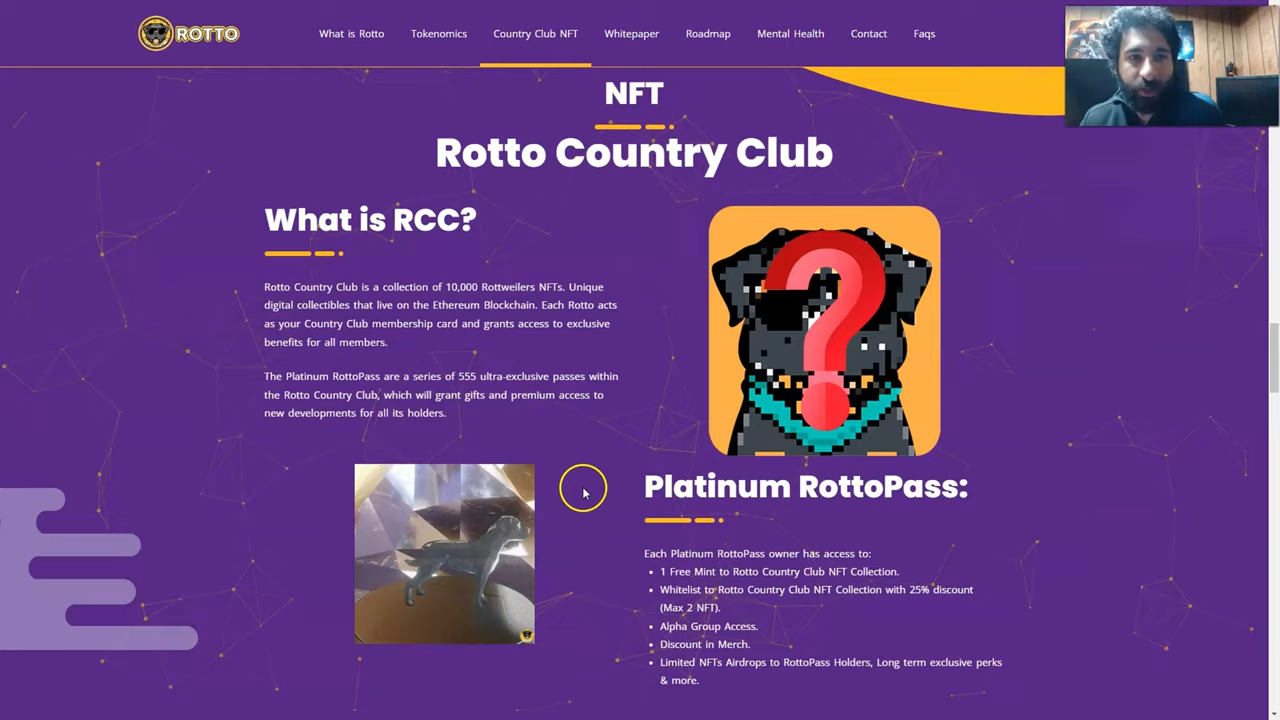 ROTTO
What is Rotto
Tokenomics
Country Club NFT
Whitepaper
Roadmap
Mental Health
Contact
Faqs
NFT
Rotto Country Club
What is RCC?
Rotto Country Club is a collection of 10,000 Rottweilers NFTs. Unique
digital collectibles that live on the Ethereum Blockchain. Each Rotto acts
as your Country Club membership card and grants access to exclusive
benefits for all members.
The Platinum RottoPass are a series of 555 ultra-exclusive passes within
the Rotto Country Club, which will grant gifts and premium access to
new developments for all its holders.
?
Platinum RottoPass:
Each Platinum RottoPass owner has access to:
• 1 Free Mint to Rotto Country Club NFT Collection.
• Whitelist to Rotto Country Club NFT Collection with 25% discount
(Max 2 NFT).
• Alpha Group Access.
• Discount in Merch.
• Limited NFTs Airdrops to RottoPass Holders, Long term exclusive perks
& more.